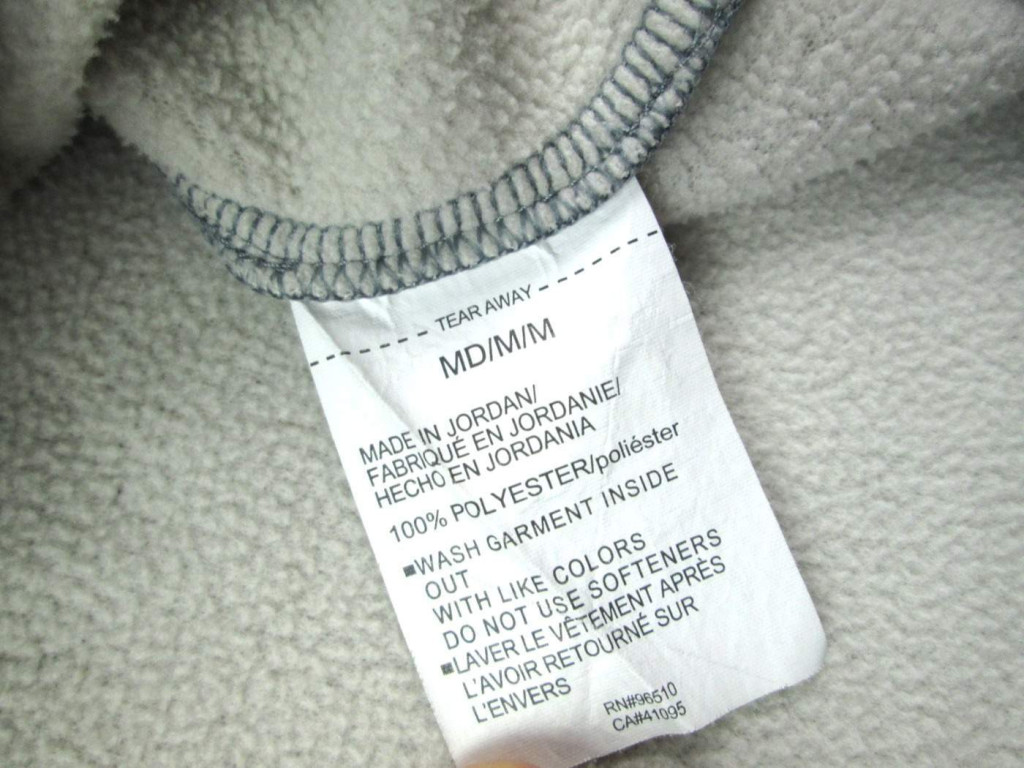 TEAR AWAY
MD/M/M
MADE IN JORDAN/
FABRIQUÉ EN JORDANIE/
HECHO EN JORDANIA
100% POLYESTER/poliéster
■WASH GARMENT INSIDE
OUT
WITH LIKE COLORS
DO NOT USE SOFTENERS
■LAVER LE VÊTEMENT APRÈS
L'AVOIR RETOURNÉ SUR
L'ENVERS
RN#96510
CA#41095